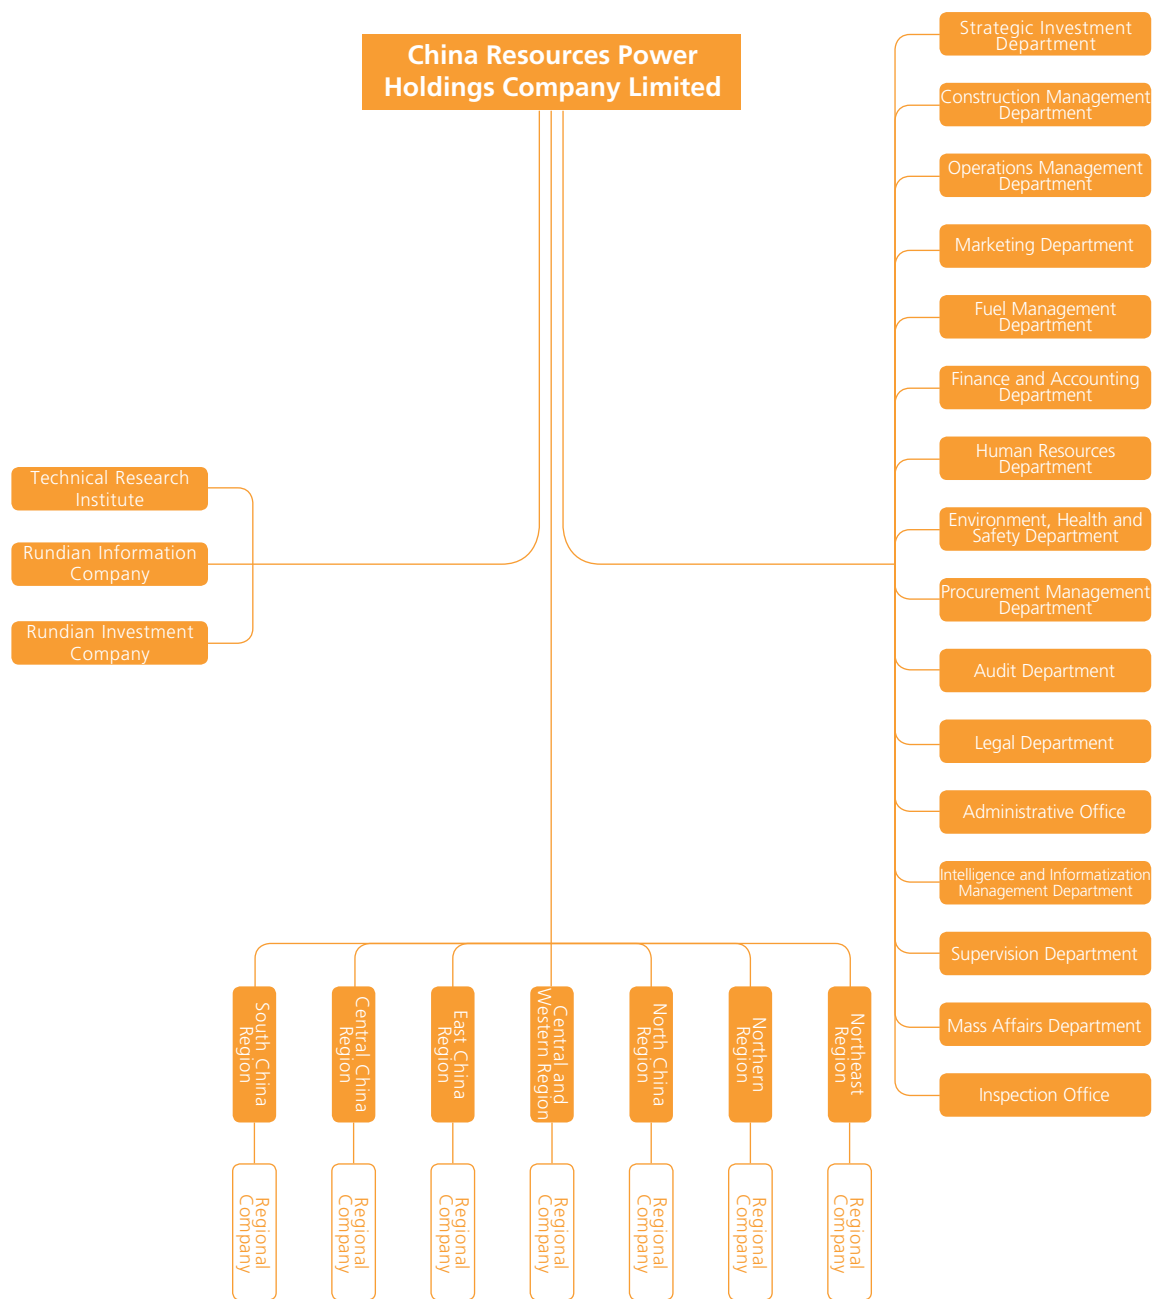 China Resources Power
Holdings Company Limited
Strategic Investment
Department
Construction Management
Department
Operations Management
Department
Marketing Department
Fuel Management
Department
Finance and Accounting
Department
Human Resources
Department
Environment, Health and
Safety Department
Procurement Management
Department
Audit Department
Legal Department
Administrative Office
Intelligence and Informatization
Management Department
Supervision Department
Mass Affairs Department
Inspection Office
Technical Research
Institute
Rundian Information
Company
Rundian Investment
Company
South China
Region
Central China
Region
East China
Region
Central and
Western Region
North China
Region
Northern
Region
Northeast
Region
Regional
Company
Regional
Company
Regional
Company
Regional
Company
Regional
Company
Regional
Company
Regional
Company